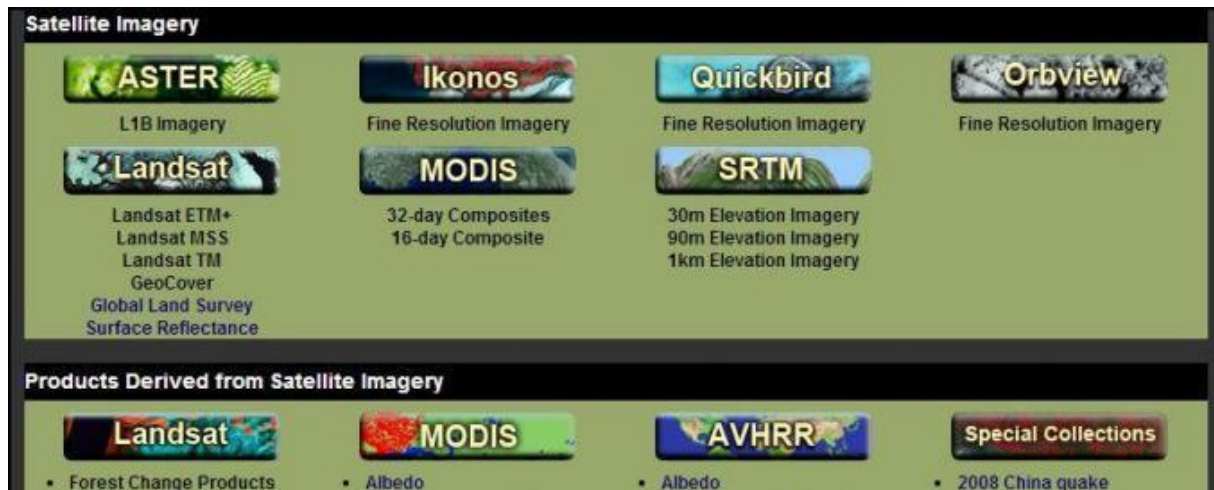 Satellite Imagery
ASTER
Ikonos
Quickbird
Orbview
L1B Imagery
Fine Resolution Imagery
Fine Resolution Imagery
Fine Resolution Imagery
Landsat
MODIS
SRTM
Landsat ETM+
Landsat MSS
Landsat TM
GeoCover
Global Land Survey
Surface Reflectance
32-day Composites
16-day Composite
30m Elevation Imagery
90m Elevation Imagery
1km Elevation Imagery
Products Derived from Satellite Imagery
Landsat
MODIS
AVHRR
Special Collections
• Forest Change Products
• Albedo
• Albedo
• 2008 China quake